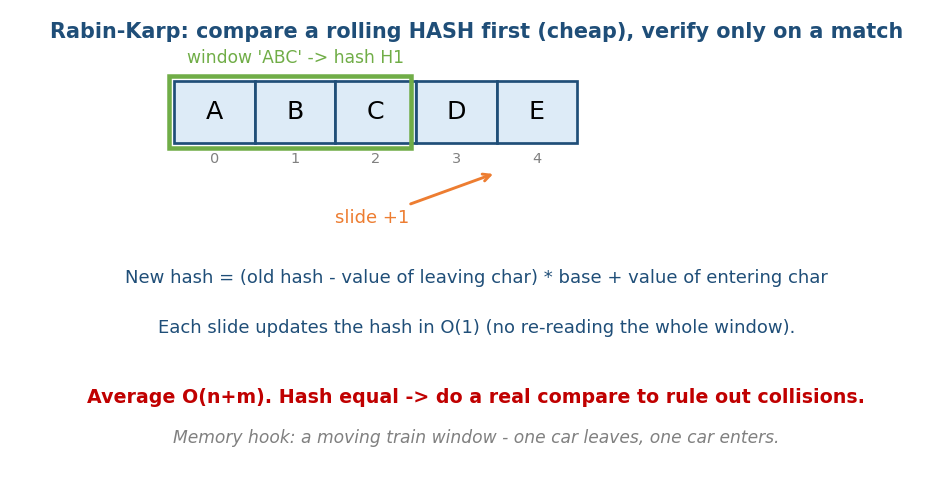 Rabin-Karp: compare a rolling HASH first (cheap), verify only on a match
window 'ABC' -> hash H1
A B C D E
0 1 2 3 4
slide +1
New hash = (old hash - value of leaving char) * base + value of entering char
Each slide updates the hash in O(1) (no re-reading the whole window).
Average O(n+m). Hash equal -> do a real compare to rule out collisions.
Memory hook: a moving train window - one car leaves, one car enters.